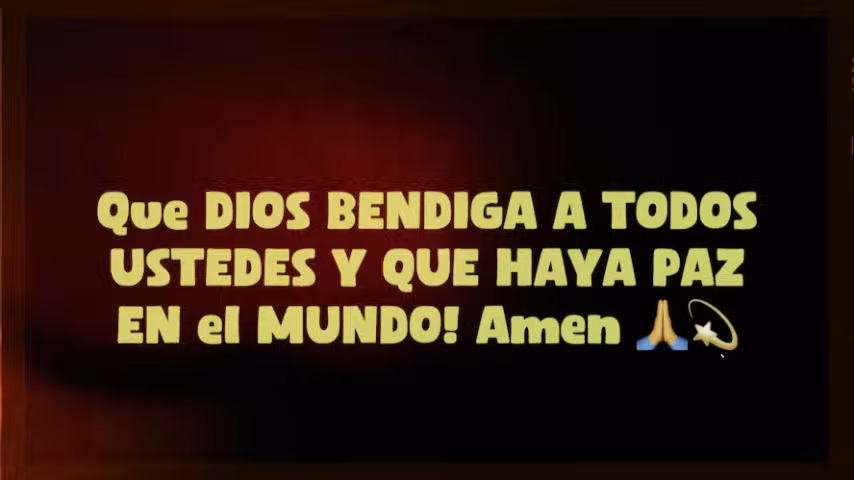 Que DIOS BENDIGA A TODOS
USTEDES Y QUE HAYA PAZ
EN el MUNDO! Amen 🙏💫